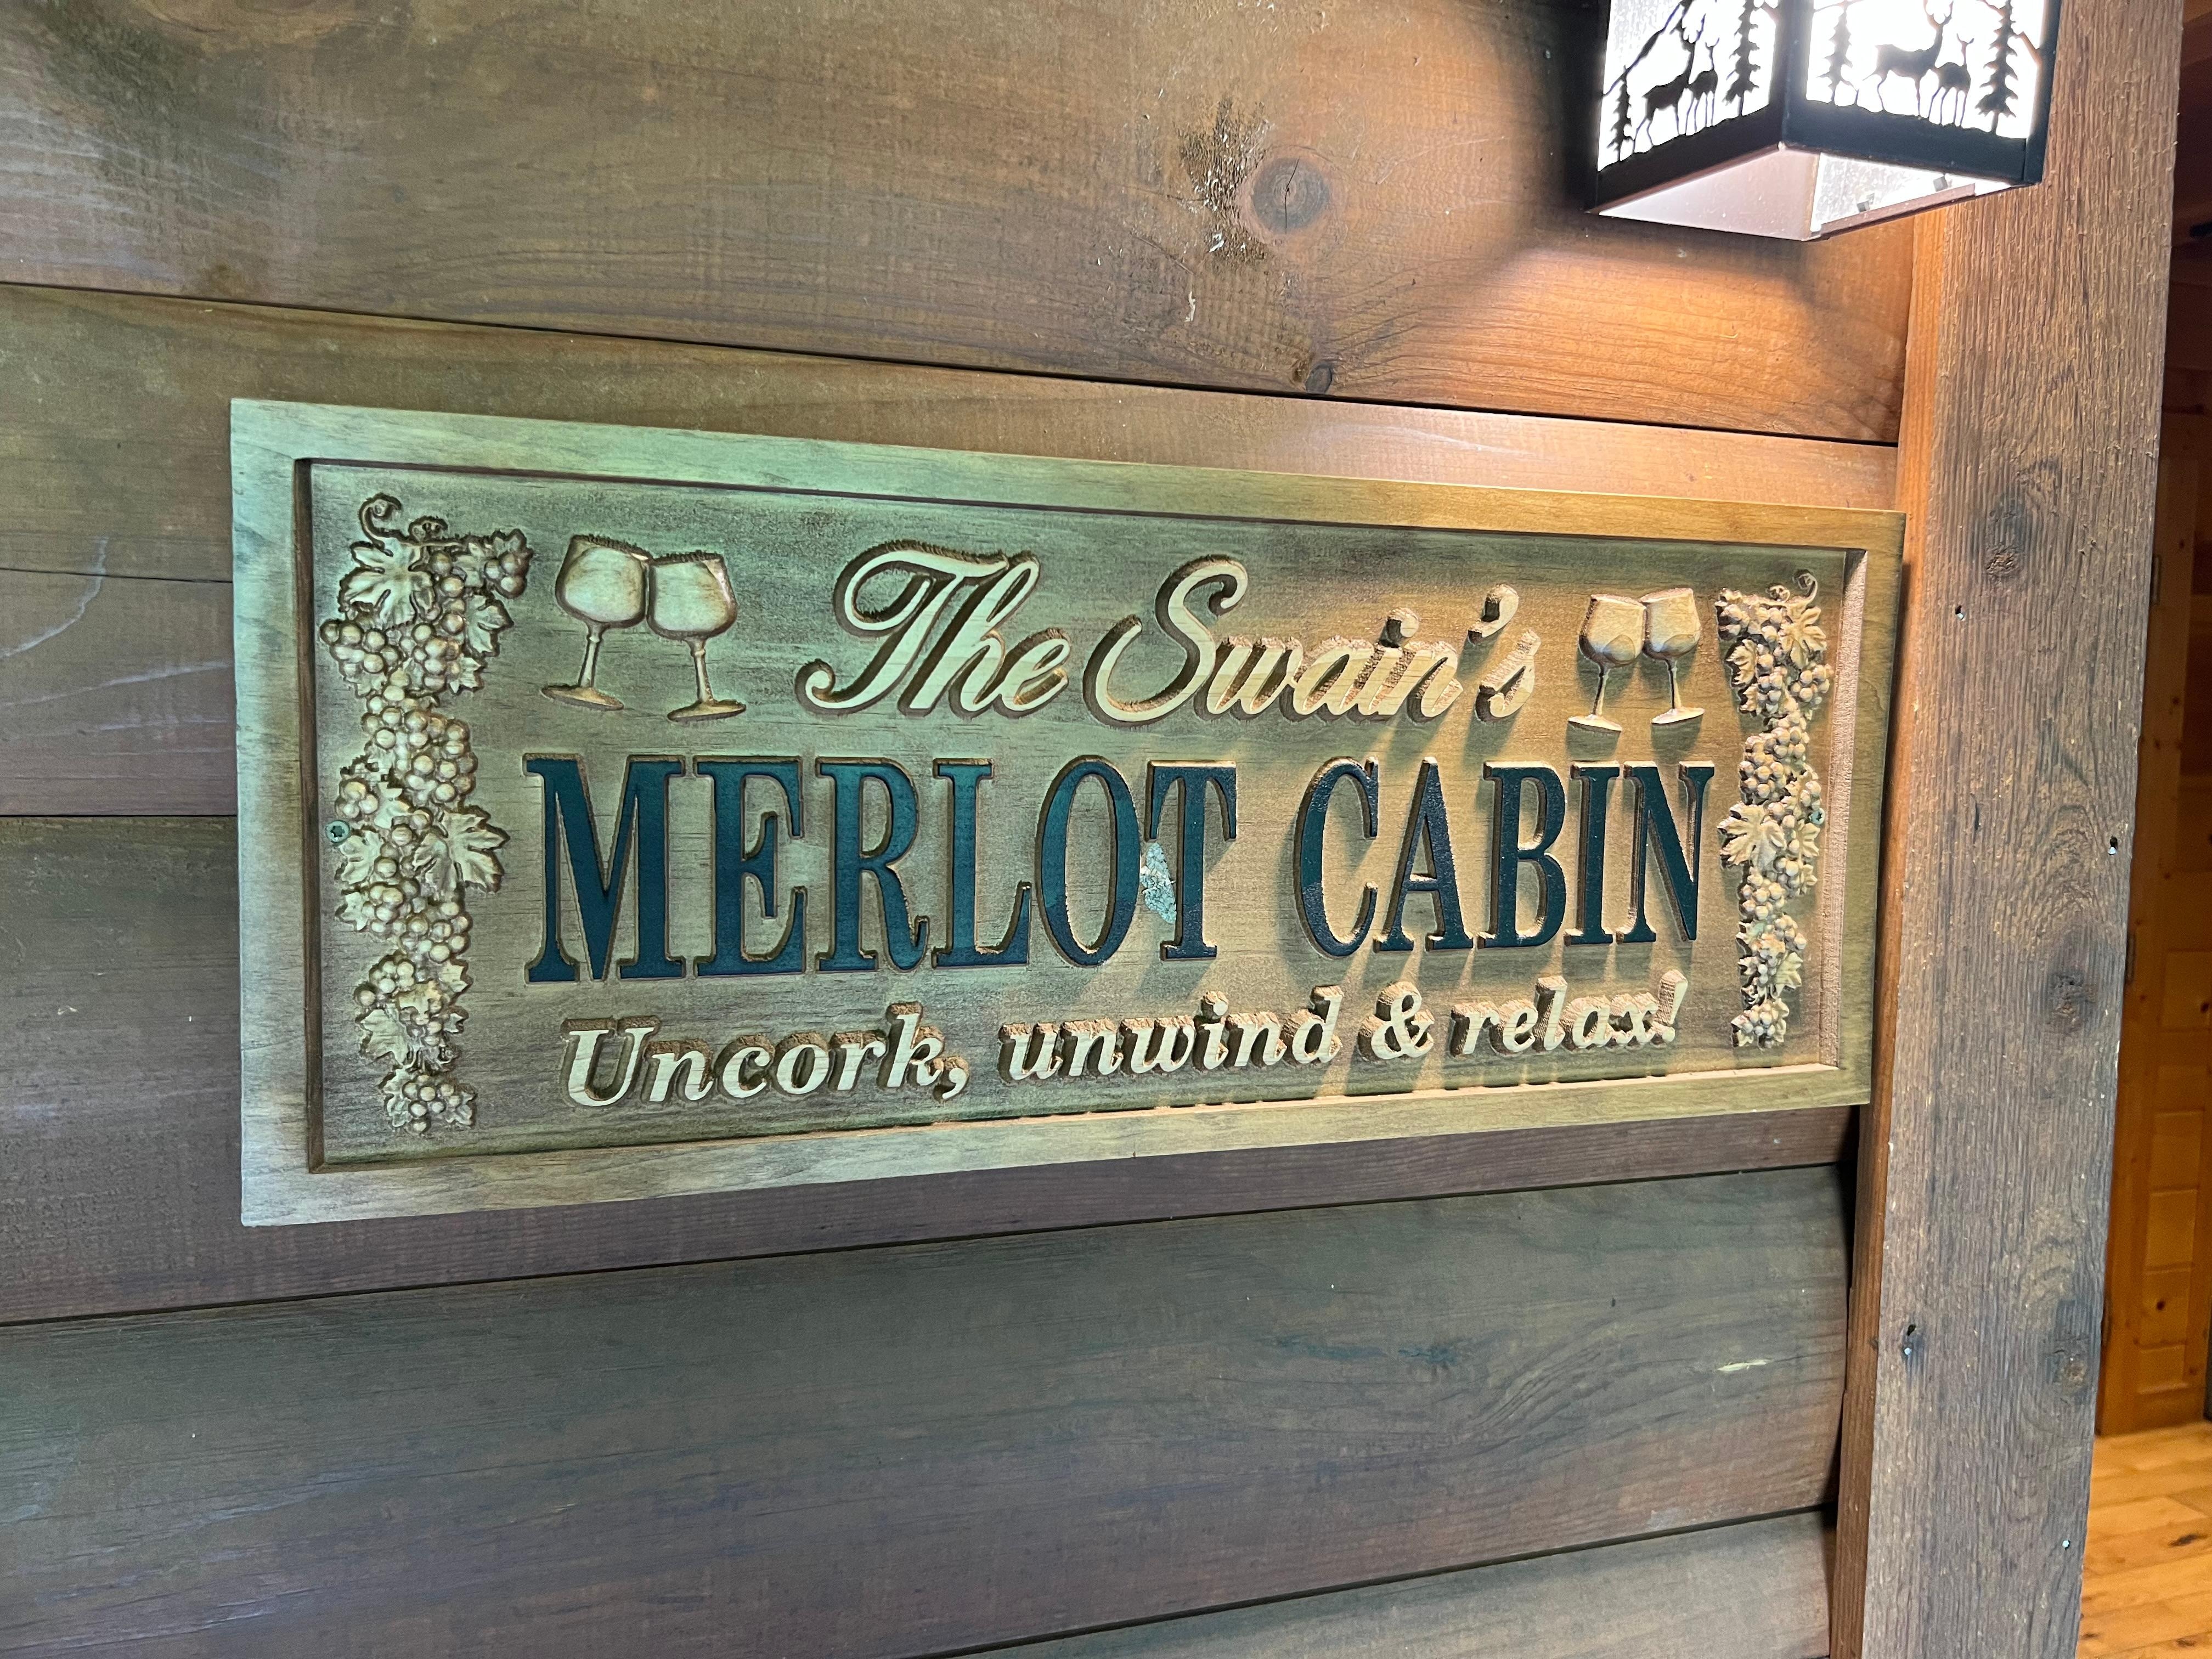 The Swain's
MERLOT CABIN
Uncork, unwind & relax!